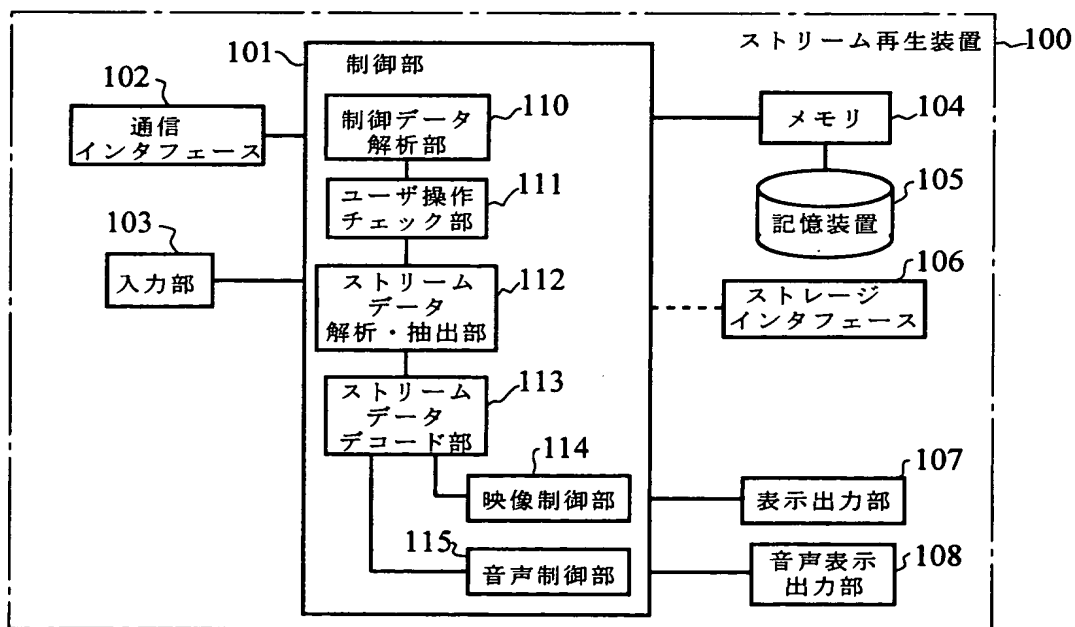 ストリーム再生装置
100
101
制御部
102
通信
インタフェース
110
制御データ
解析部
104
メモリ
111
ユーザ操作
チェック部
105
記憶装置
103
入力部
112
ストリーム
データ
解析・抽出部
106
ストレージ
インタフェース
113
ストリーム
データ
デコード部
114
映像制御部
107
表示出力部
115
音声制御部
音声表示
出力部
108